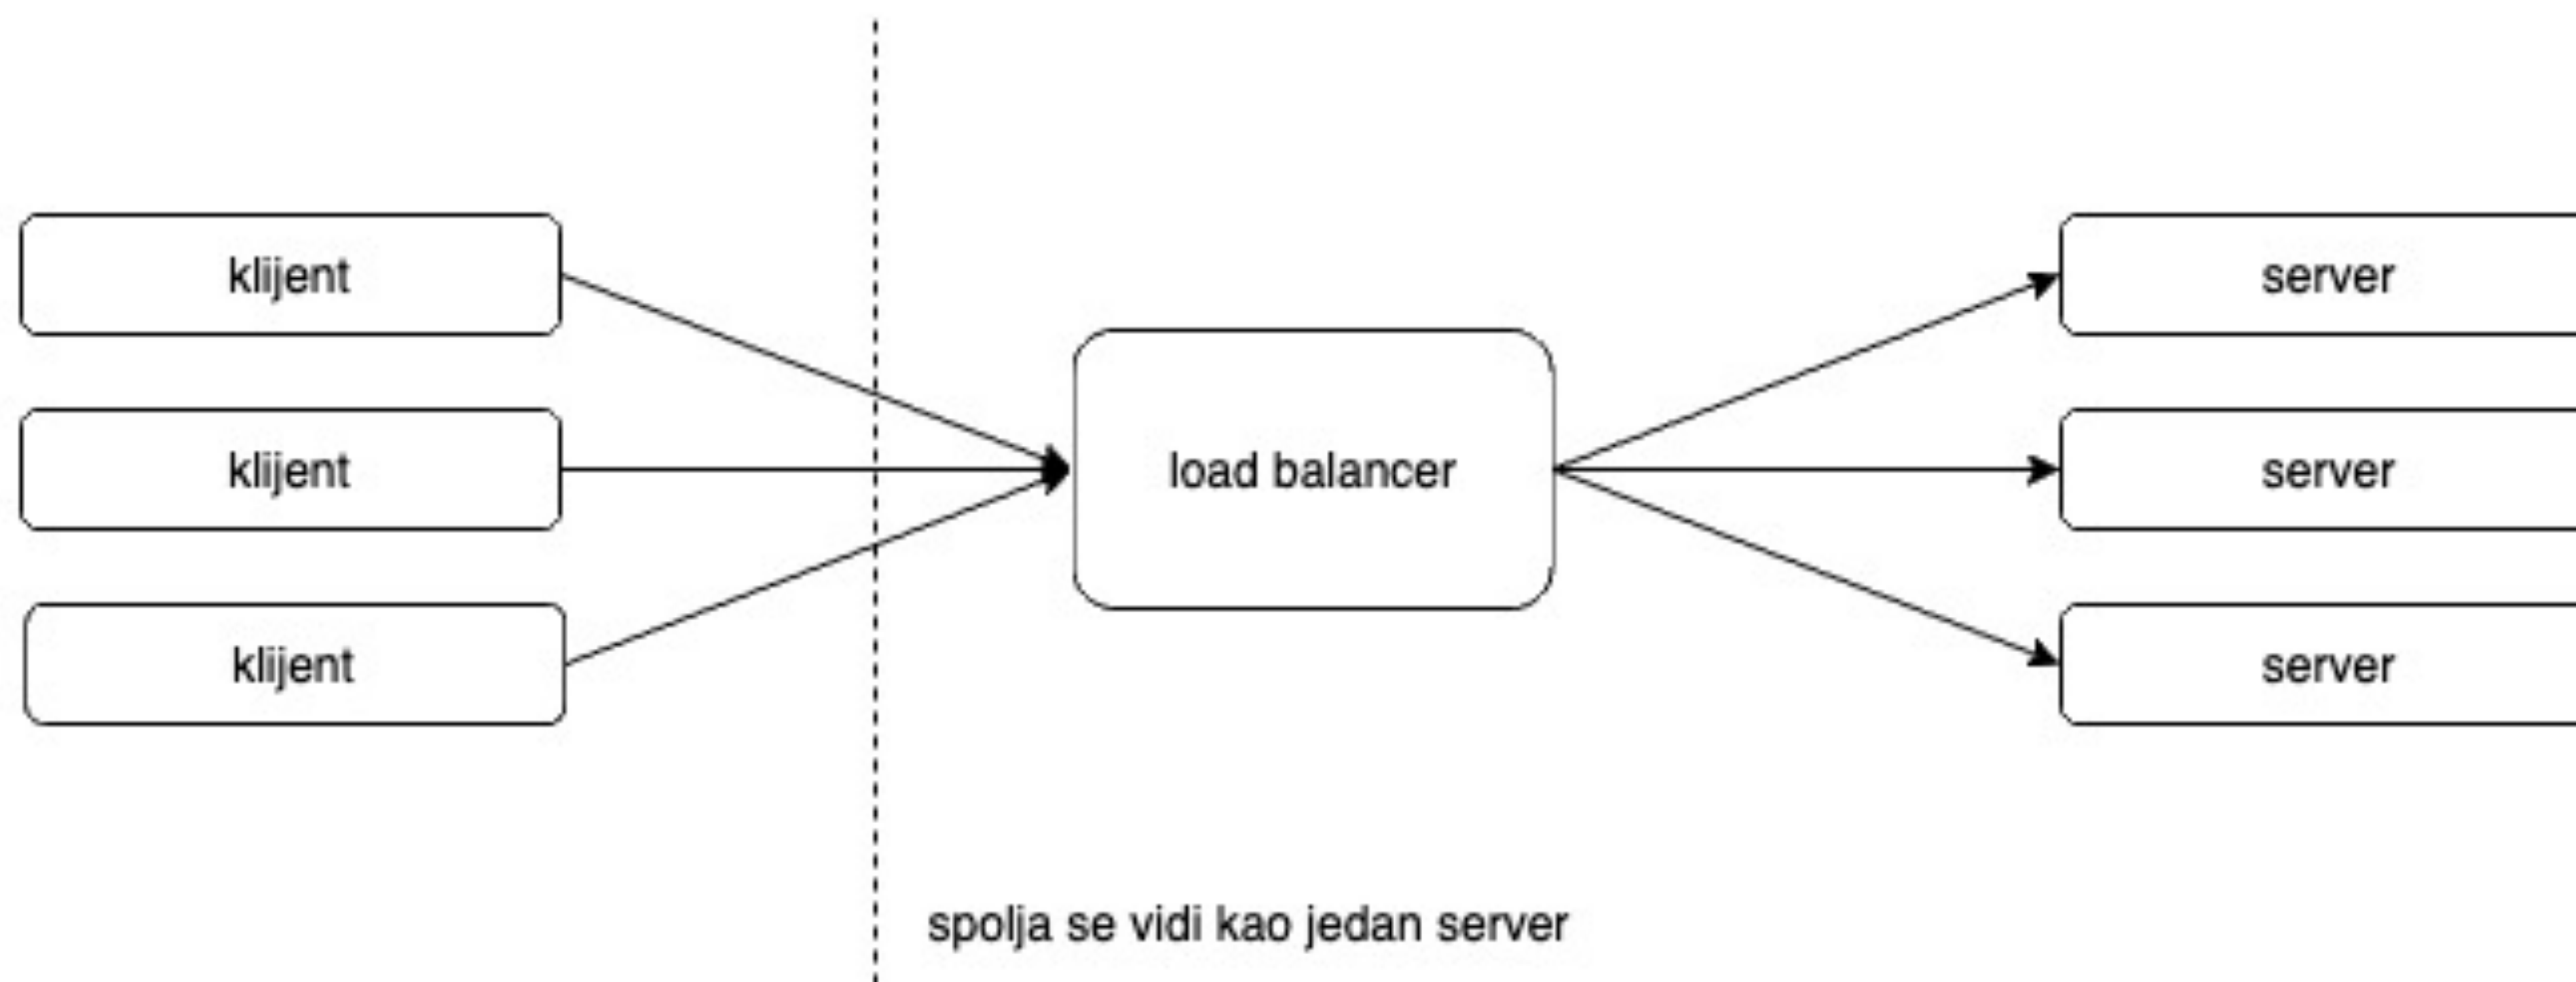 klijent
server
klijent
load balancer
server
klijent
server
spolja se vidi kao jedan server